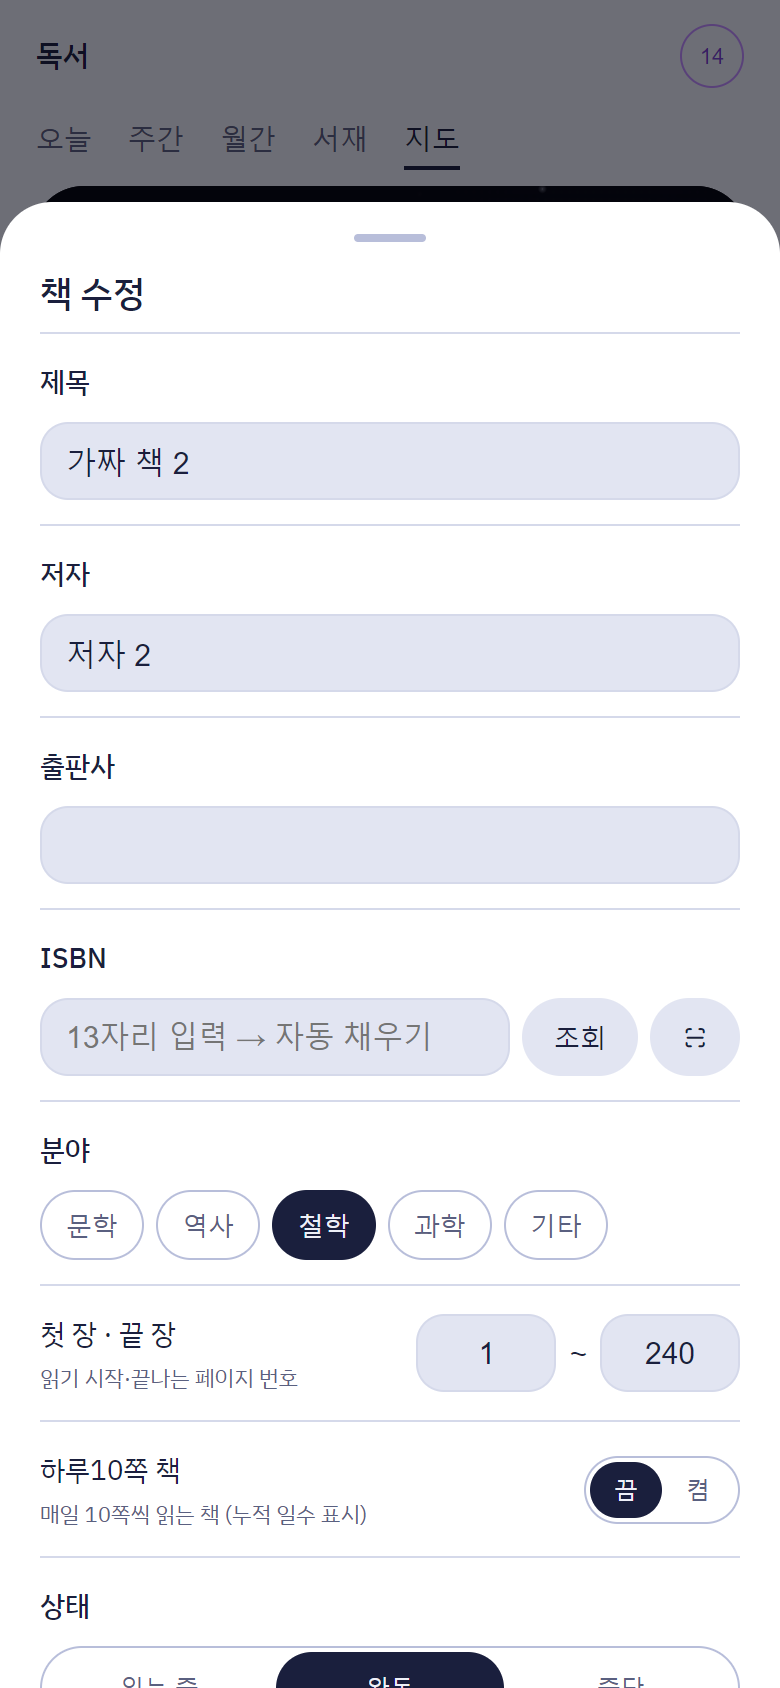 독서
14
오늘 주간 월간 서재 지도
책 수정
제목
가짜 책 2
저자
저자 2
출판사
ISBN
13자리 입력 → 자동 채우기 조회
분야
문학 역사 철학 과학 기타
첫 장 · 끝 장
1 ~ 240
읽기 시작·끝나는 페이지 번호
하루10쪽 책
끔 켬
매일 10쪽씩 읽는 책 (누적 일수 표시)
상태